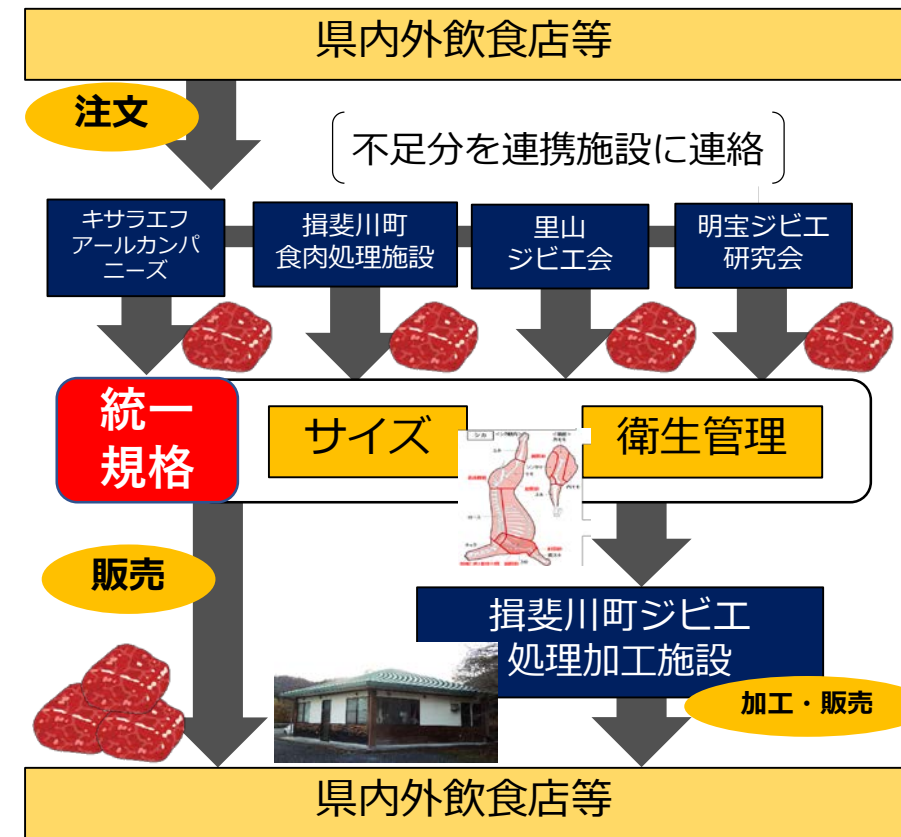 県内外飲食店等
注文
不足分を連携施設に連絡
キサラエフ
アールカンパ
ニーズ
揖斐川町
食肉処理施設
里山
ジビエ会
明宝ジビエ
研究会
統一
規格
サイズ
衛生管理
シカ
販売
揖斐川町ジビエ
処理加工施設
加工・販売
県内外飲食店等